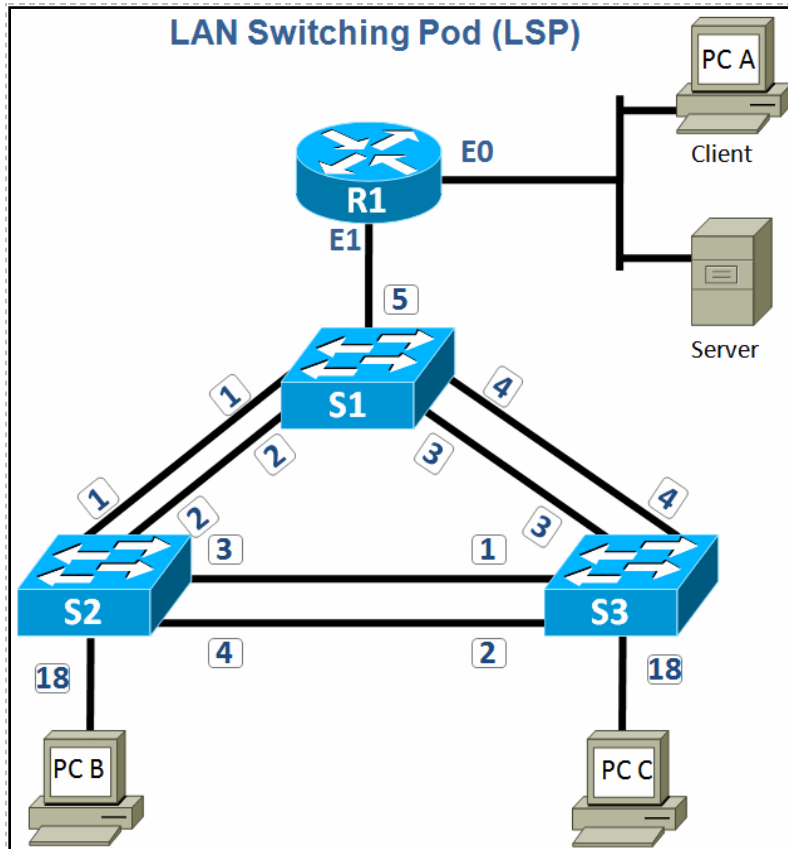 LAN Switching Pod (LSP)
PC A
Client
E0
R1
E1
Server
5
S1
1
2
4
3
1
2
4
3
3
1
S2
S3
4
2
18
18
PC B
PC C